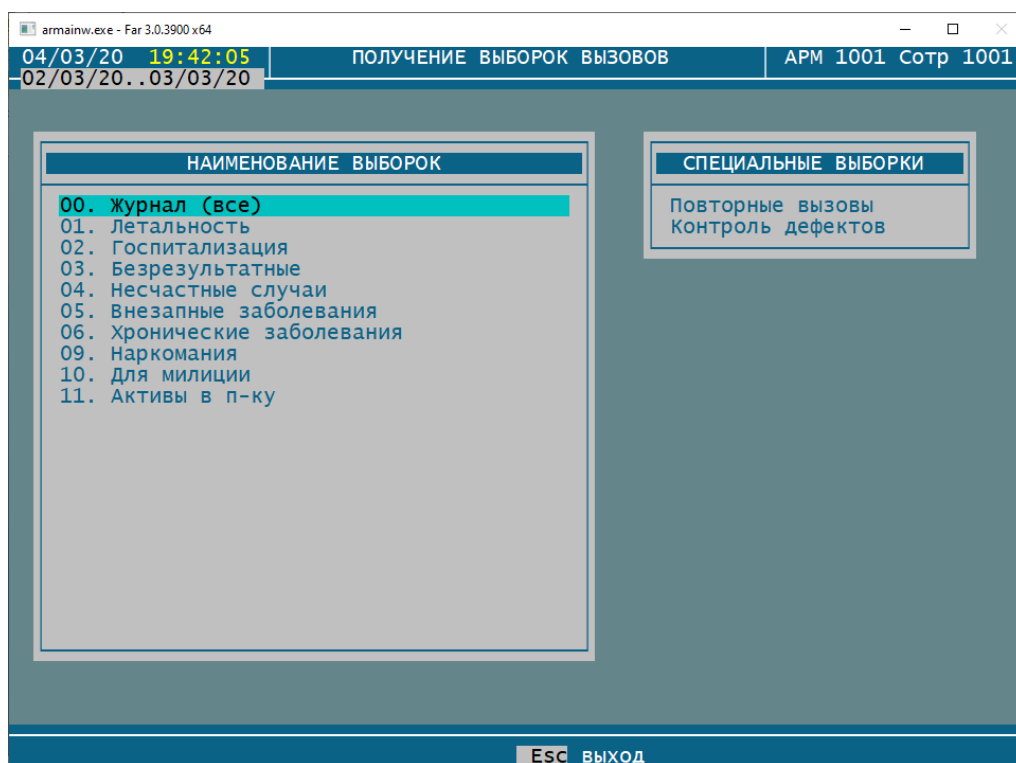 armainw.exe - Far 3.0.3900 x64
04/03/20 19:42:05 ПОЛУЧЕНИЕ ВЫБОРОК ВЫЗОВОВ АРМ 1001 Сотр 1001
02/03/20..03/03/20
НАИМЕНОВАНИЕ ВЫБОРОК
00. Журнал (все)
01. Летальность
02. Госпитализация
03. Безрезультатные
04. Несчастные случаи
05. Внезапные заболевания
06. Хронические заболевания
09. Наркомания
10. Для милиции
11. Активы в п-ку
СПЕЦИАЛЬНЫЕ ВЫБОРКИ
Повторные вызовы
Контроль дефектов
Esc выход